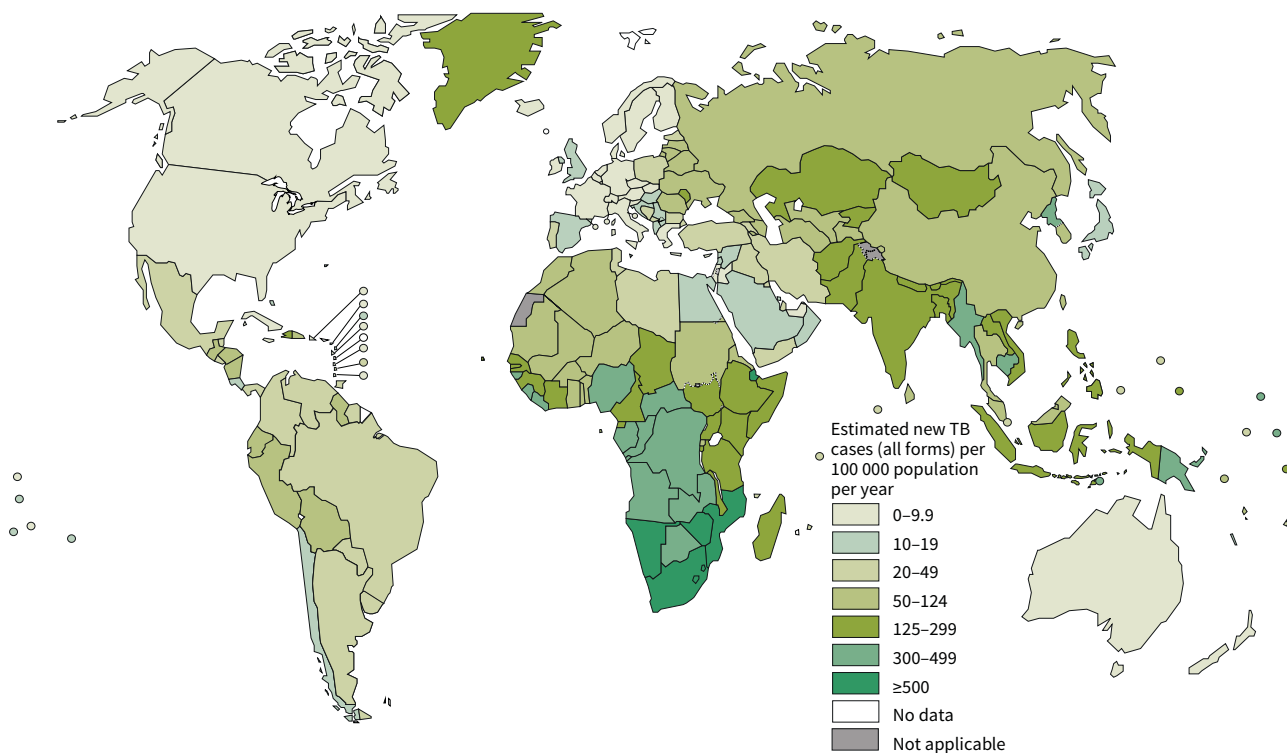 Estimated new TB
cases (all forms) per
100 000 population
per year
0–9.9
10–19
20–49
50–124
125–299
300–499
≥500
No data
Not applicable